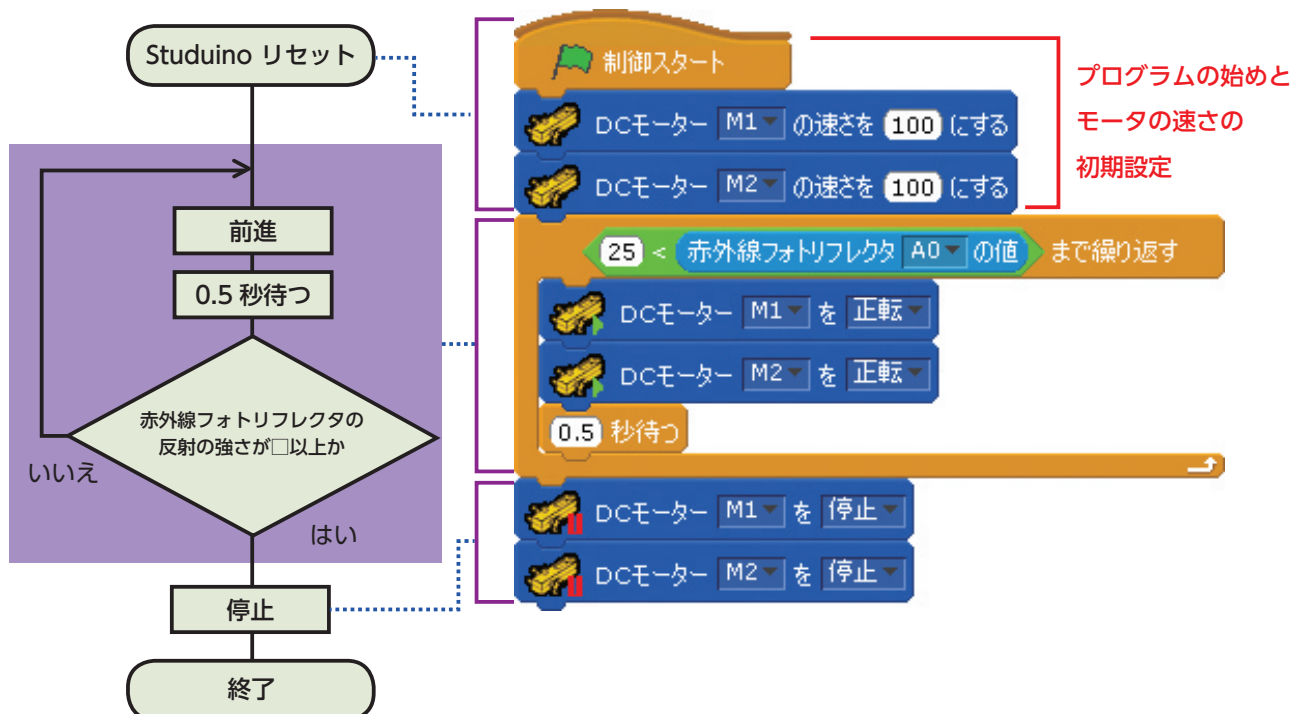 Studuino リセット
前進
0.5 秒待つ
赤外線フォトリフレクタの
反射の強さが□以上か
いいえ
はい
停止
終了
制御スタート
DCモーター M1 の速さを 100 にする
DCモーター M2 の速さを 100 にする
25 < 赤外線フォトリフレクタ A0 の値 まで繰り返す
DCモーター M1 を 正転
DCモーター M2 を 正転
0.5 秒待つ
DCモーター M1 を 停止
DCモーター M2 を 停止
プログラムの始めと
モータの速さの
初期設定